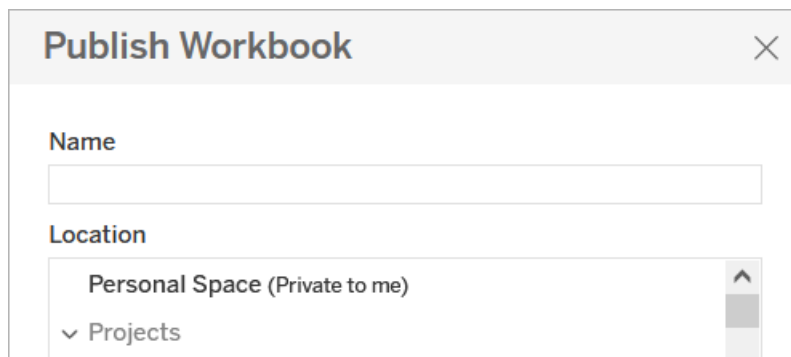 Publish Workbook
Name
Location
Personal Space (Private to me)
Projects